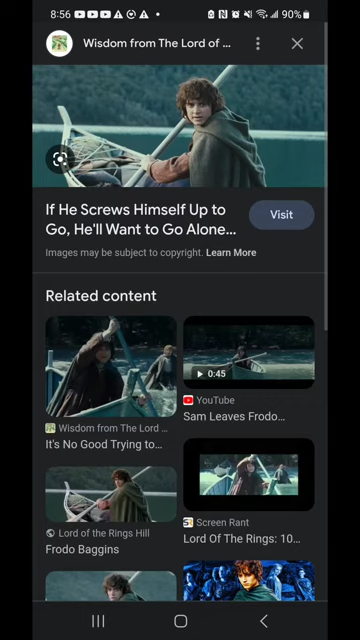 8:56
90%
Wisdom from The Lord of ...
If He Screws Himself Up to
Go, He'll Want to Go Alone...
Visit
Images may be subject to copyright. Learn More
Related content
Wisdom from The Lord ...
It's No Good Trying to...
0:45
YouTube
Sam Leaves Frodo...
Lord of the Rings Hill
Frodo Baggins
Screen Rant
Lord Of The Rings: 10...